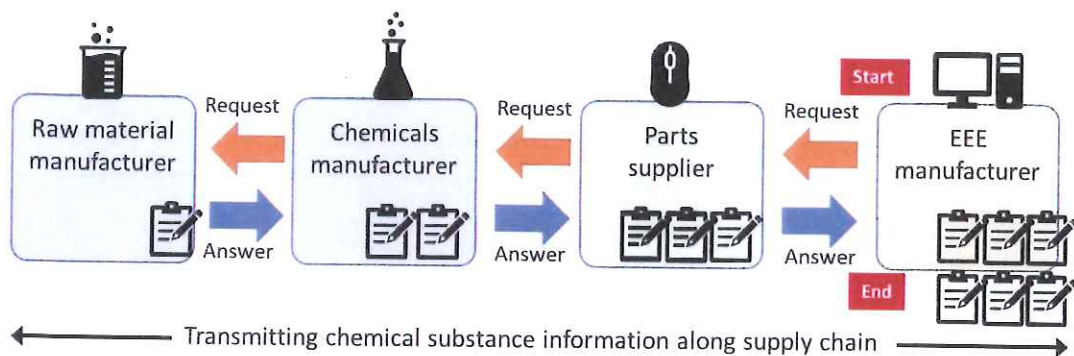 Start
Request
Request
Request
Raw material
manufacturer
Chemicals
manufacturer
Parts
supplier
EEE
manufacturer
Answer
Answer
Answer
End
Transmitting chemical substance information along supply chain